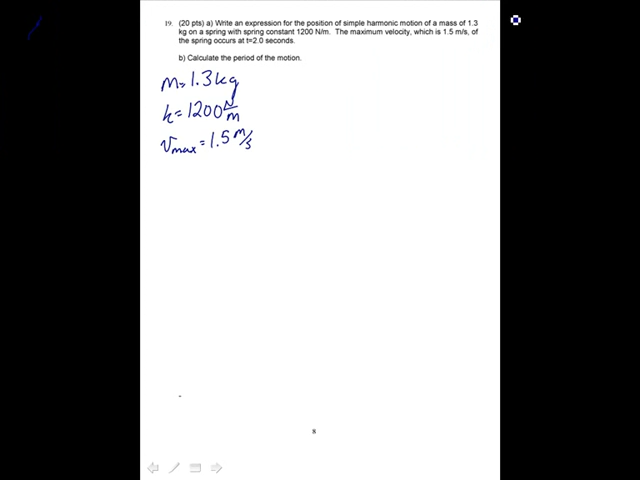 19. (20 pts) a) Write an expression for the position of simple harmonic motion of a mass of 1.3
kg on a spring with spring constant 1200 N/m. The maximum velocity, which is 1.5 m/s, of
the spring occurs at t=2.0 seconds.
b) Calculate the period of the motion.
m=1.3kg
k=1200 N/m
Vmax=1.5 m/s
8